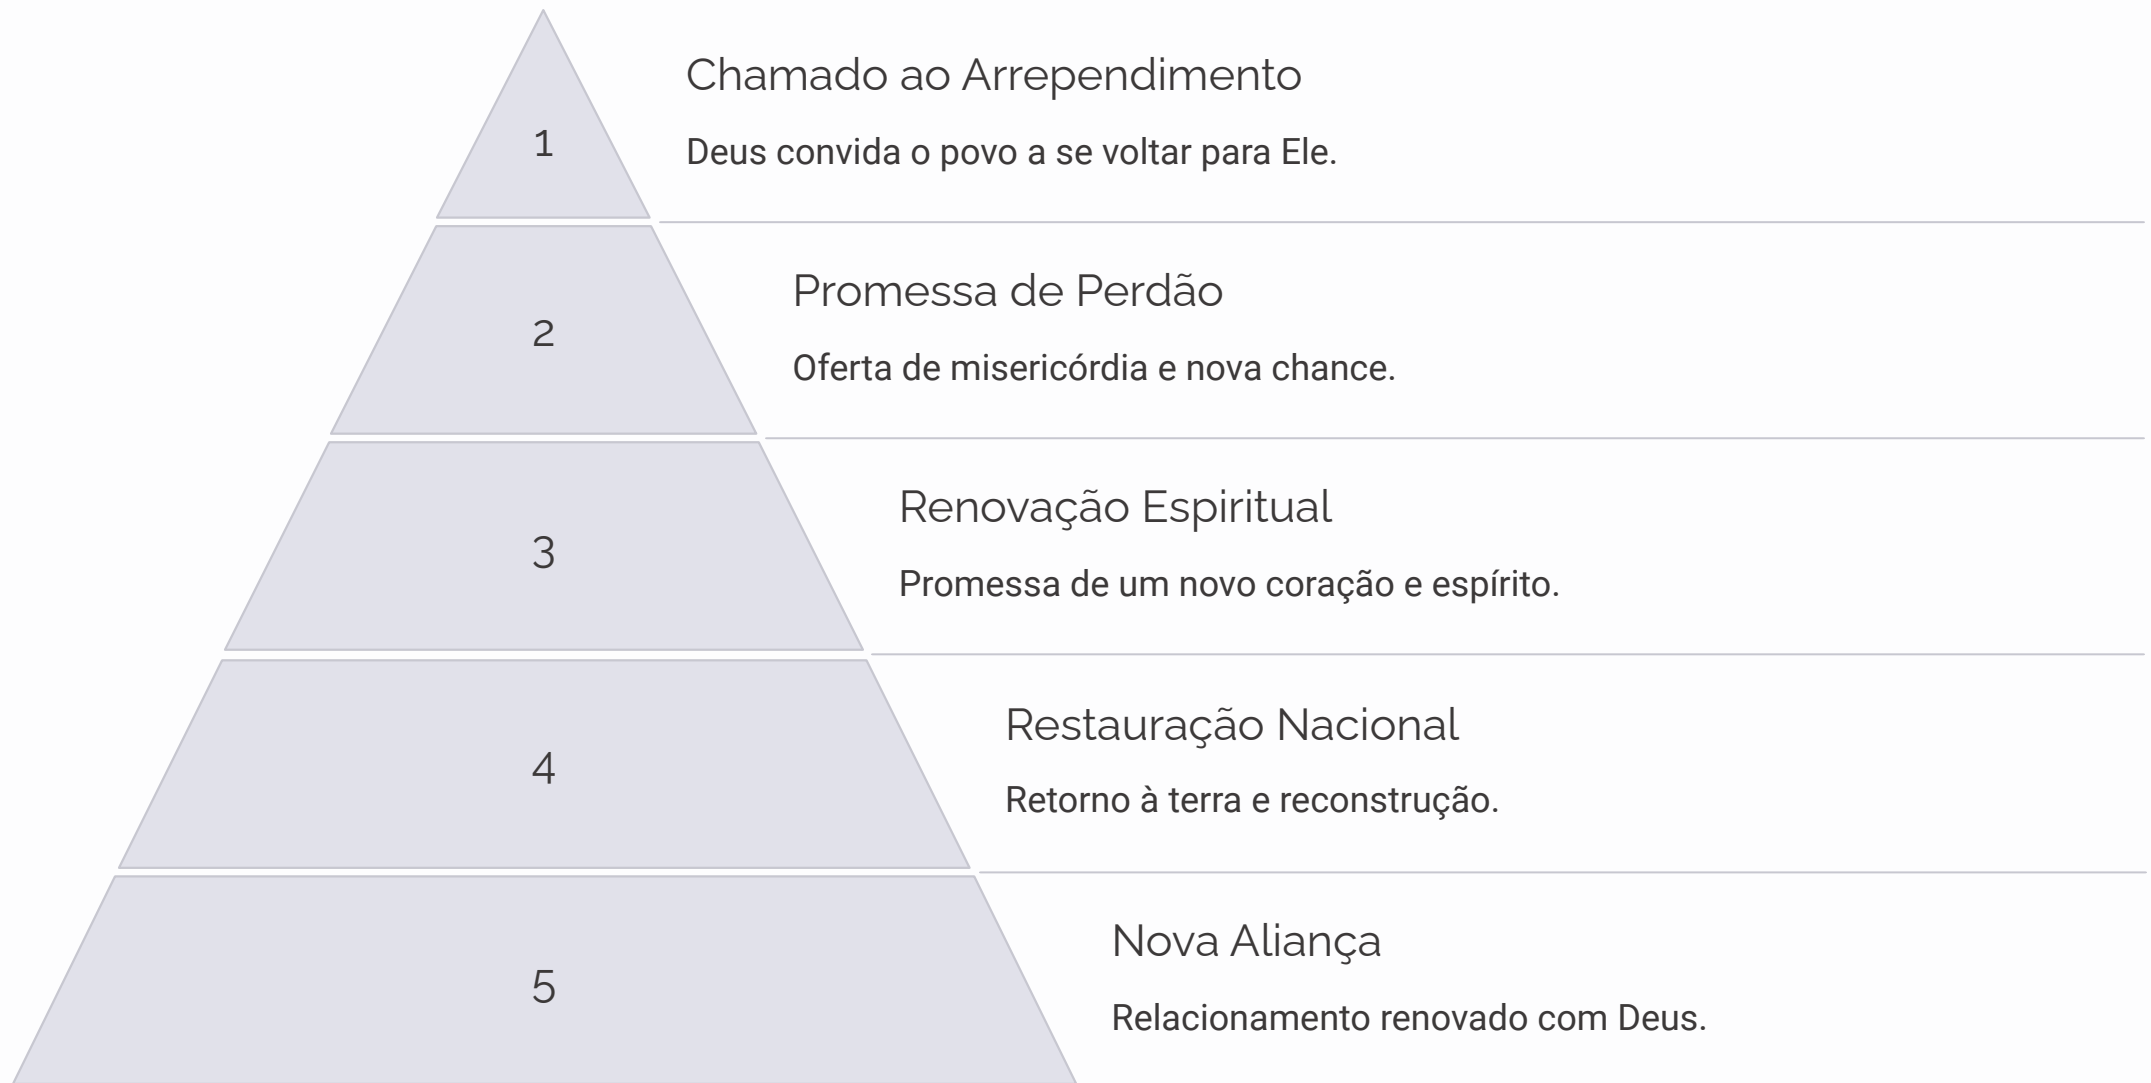 Chamado ao Arrependimento
1
Deus convida o povo a se voltar para Ele.
Promessa de Perdão
2
Oferta de misericórdia e nova chance.
Renovação Espiritual
3
Promessa de um novo coração e espírito.
Restauração Nacional
4
Retorno à terra e reconstrução.
Nova Aliança
5
Relacionamento renovado com Deus.